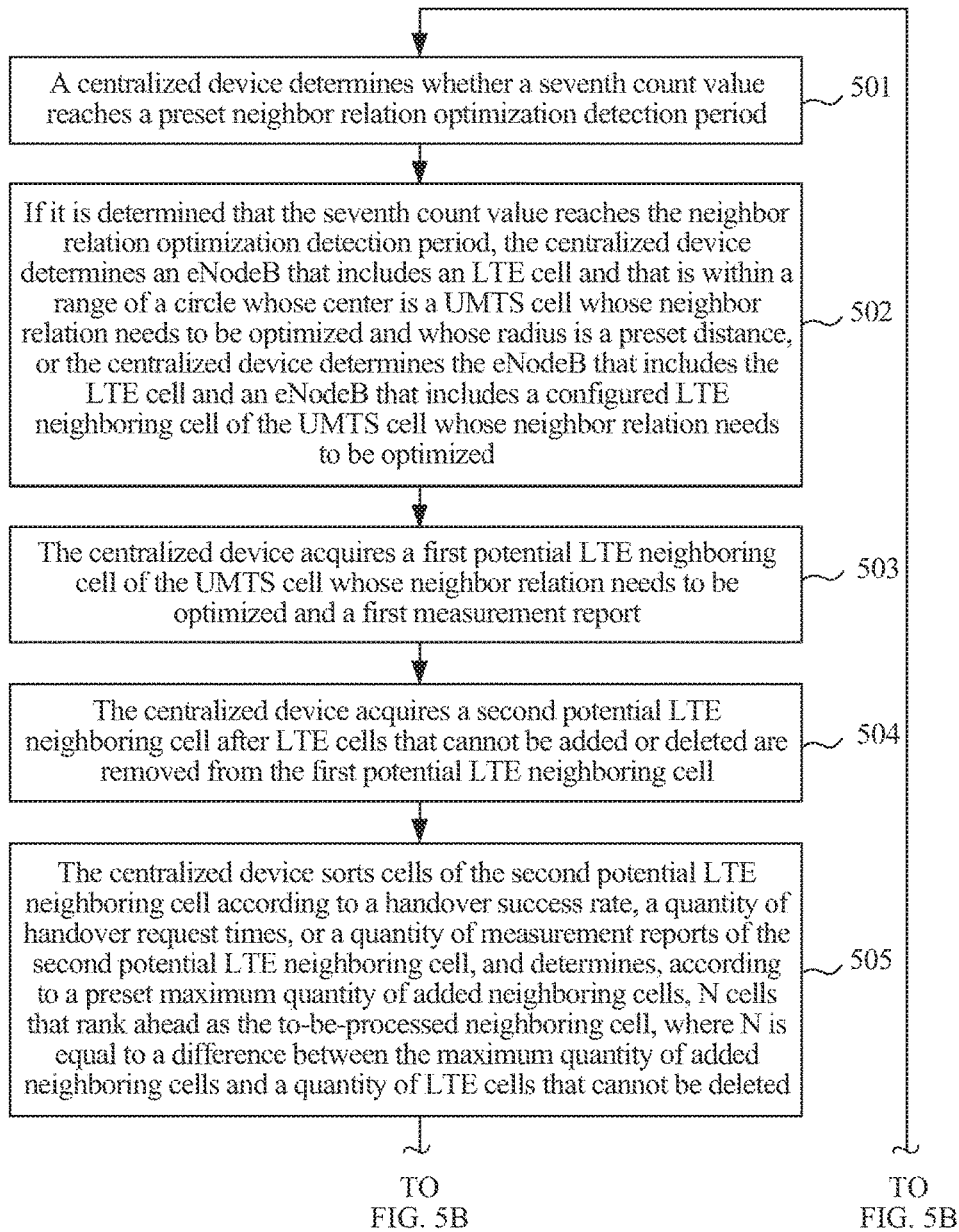 A centralized device determines whether a seventh count value
reaches a preset neighbor relation optimization detection period
501
If it is determined that the seventh count value reaches the neighbor
relation optimization detection period, the centralized device
determines an eNodeB that includes an LTE cell and that is within a
range of a circle whose center is a UMTS cell whose neighbor
relation needs to be optimized and whose radius is a preset distance,
or the centralized device determines the eNodeB that includes the
LTE cell and an eNodeB that includes a configured LTE
neighboring cell of the UMTS cell whose neighbor relation needs
to be optimized
502
The centralized device acquires a first potential LTE neighboring
cell of the UMTS cell whose neighbor relation needs to be
optimized and a first measurement report
503
The centralized device acquires a second potential LTE
neighboring cell after LTE cells that cannot be added or deleted are
removed from the first potential LTE neighboring cell
504
The centralized device sorts cells of the second potential LTE
neighboring cell according to a handover success rate, a quantity of
handover request times, or a quantity of measurement reports of the
second potential LTE neighboring cell, and determines, according
to a preset maximum quantity of added neighboring cells, N cells
that rank ahead as the to-be-processed neighboring cell, where N is
equal to a difference between the maximum quantity of added
neighboring cells and a quantity of LTE cells that cannot be deleted
505
TO
FIG. 5B
TO
FIG. 5B